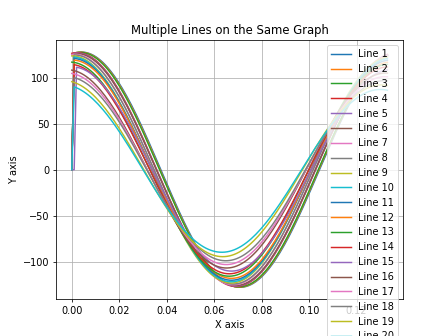 Multiple Lines on the Same Graph
Y axis
100
50
0
−50
−100
0.00
0.02
0.04
0.06
0.08
0.10
X axis
Line 1
Line 2
Line 3
Line 4
Line 5
Line 6
Line 7
Line 8
Line 9
Line 10
Line 11
Line 12
Line 13
Line 14
Line 15
Line 16
Line 17
Line 18
Line 19
Line 20